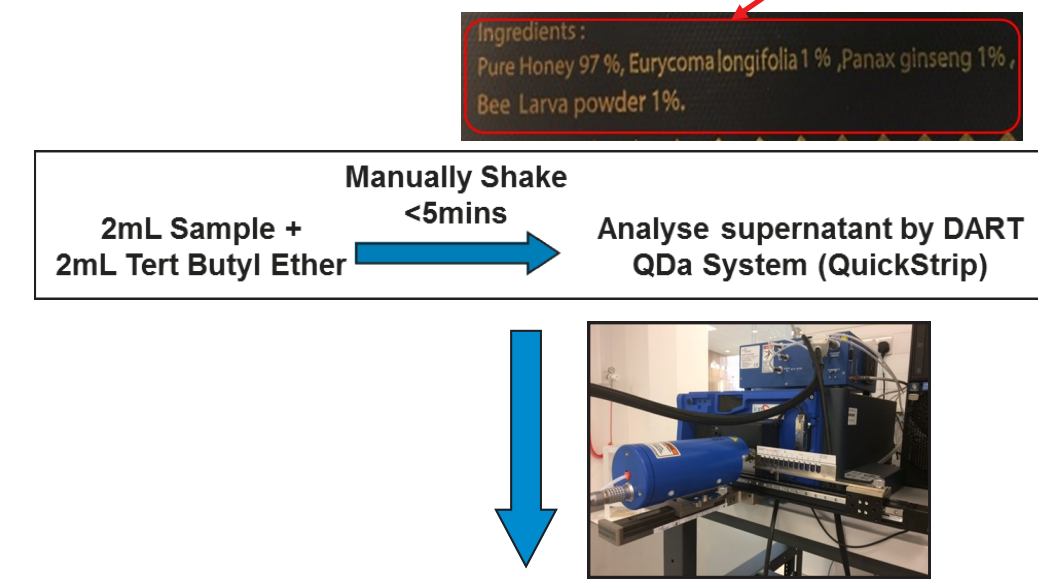 Ingredients :
Pure Honey 97 %, Eurycoma longifolia 1 % ,Panax ginseng 1% ,
Bee Larva powder 1%.
Manually Shake
<5mins
2mL Sample +
2mL Tert Butyl Ether
Analyse supernatant by DART
QDa System (QuickStrip)